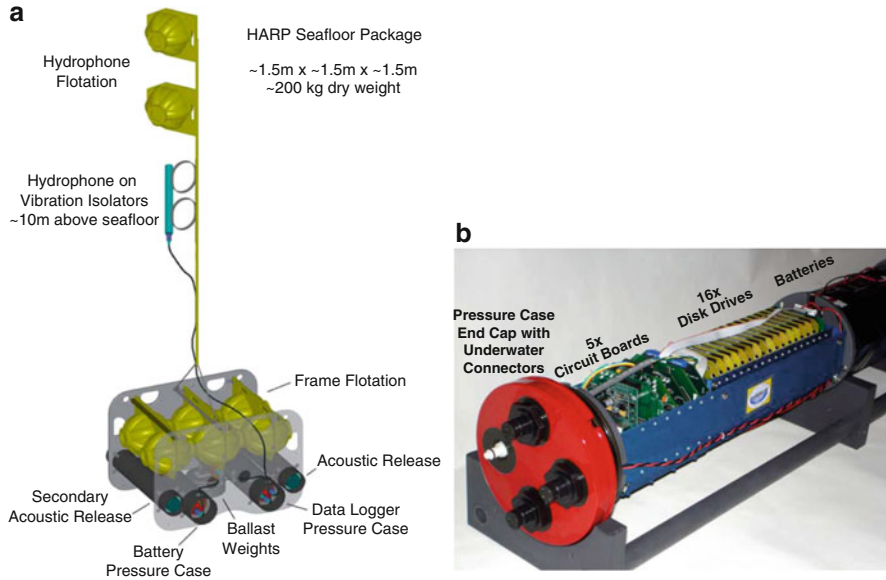 a
HARP Seafloor Package
~1.5m x ~1.5m x ~1.5m
~200 kg dry weight
Hydrophone
Flotation
Hydrophone on
Vibration Isolators
~10m above seafloor
Frame Flotation
Acoustic Release
Data Logger
Pressure Case
Ballast
Weights
Battery
Pressure Case
Secondary
Acoustic Release
b
Pressure Case
End Cap with
Underwater
Connectors
5x
Circuit Boards
16x
Disk Drives
Batteries